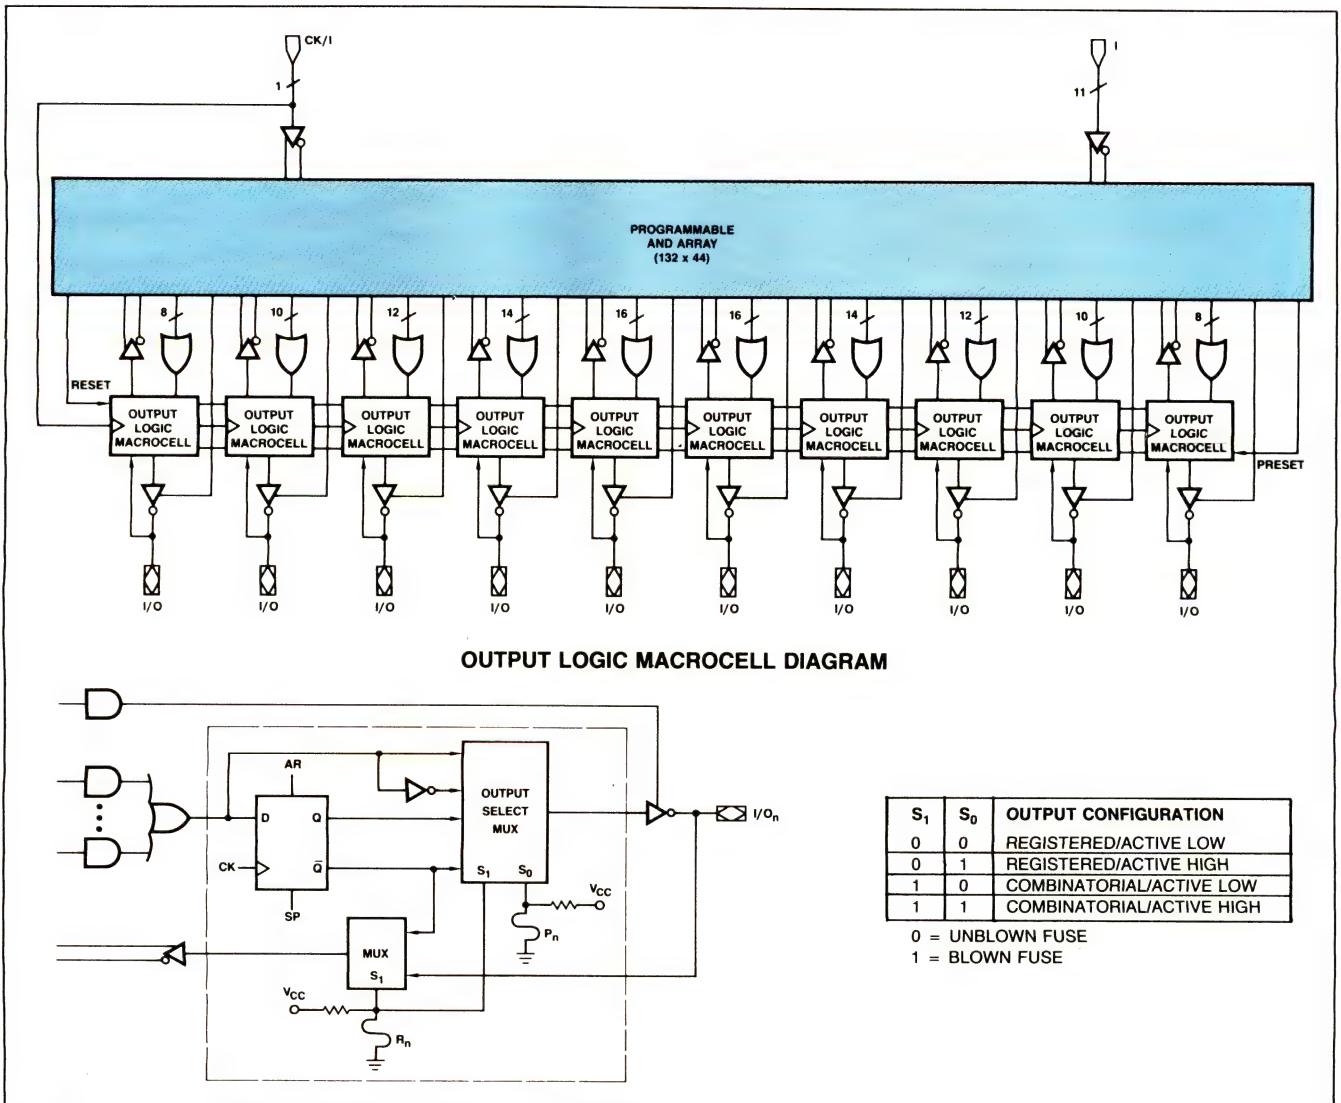 CK/I
I
1
11
PROGRAMMABLE
AND ARRAY
(132 x 44)
8 10 12 14 16 16 14 12 10 8
RESET
OUTPUT LOGIC MACROCELL
OUTPUT LOGIC MACROCELL
OUTPUT LOGIC MACROCELL
OUTPUT LOGIC MACROCELL
OUTPUT LOGIC MACROCELL
OUTPUT LOGIC MACROCELL
OUTPUT LOGIC MACROCELL
OUTPUT LOGIC MACROCELL
OUTPUT LOGIC MACROCELL
OUTPUT LOGIC MACROCELL
PRESET
I/O I/O I/O I/O I/O I/O I/O I/O I/O I/O
OUTPUT LOGIC MACROCELL DIAGRAM
AR
D Q
CK Q̅
SP
OUTPUT
SELECT
MUX
S₁ S₀
I/Oₙ
VCC
Pₙ
MUX
S₁
VCC
Rₙ
S₁ S₀ OUTPUT CONFIGURATION
0 0 REGISTERED/ACTIVE LOW
0 1 REGISTERED/ACTIVE HIGH
1 0 COMBINATORIAL/ACTIVE LOW
1 1 COMBINATORIAL/ACTIVE HIGH
0 = UNBLOWN FUSE
1 = BLOWN FUSE